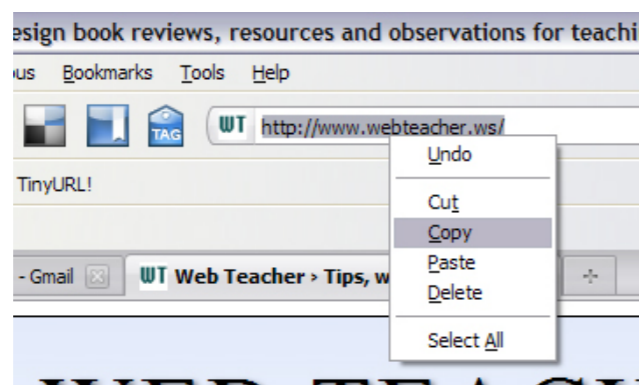 esign book reviews, resources and observations for teachi
us Bookmarks Tools Help
TAG WT http://www.webteacher.ws/
Undo
TinyURL!
Cut
Copy
Paste
- Gmail WT Web Teacher › Tips, w
Delete
Select All